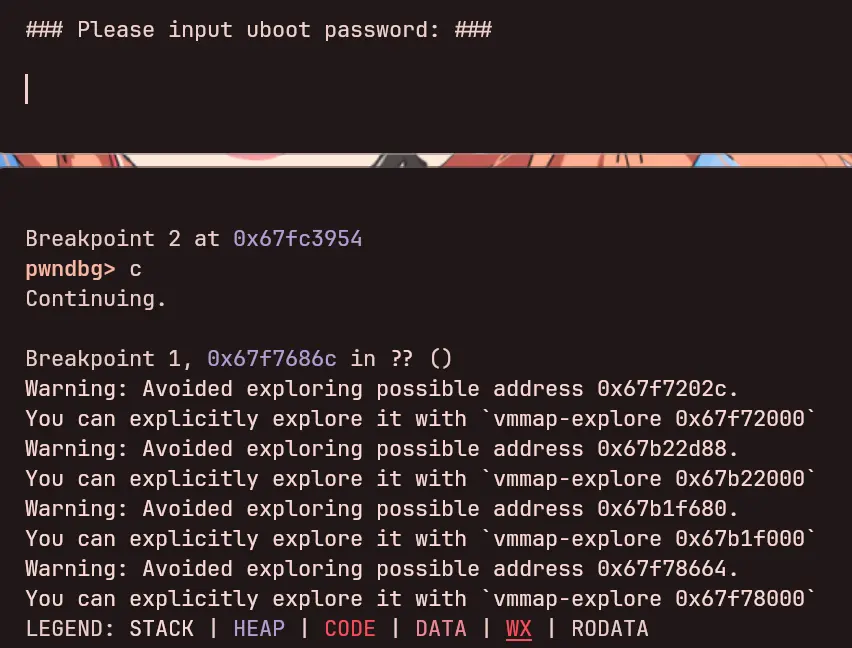 ### Please input uboot password: ###
Breakpoint 2 at 0x67fc3954
pwndbg> c
Continuing.
Breakpoint 1, 0x67f7686c in ?? ()
Warning: Avoided exploring possible address 0x67f7202c.
You can explicitly explore it with `vmmap-explore 0x67f72000`
Warning: Avoided exploring possible address 0x67b22d88.
You can explicitly explore it with `vmmap-explore 0x67b22000`
Warning: Avoided exploring possible address 0x67b1f680.
You can explicitly explore it with `vmmap-explore 0x67b1f000`
Warning: Avoided exploring possible address 0x67f78664.
You can explicitly explore it with `vmmap-explore 0x67f78000`
LEGEND: STACK | HEAP | CODE | DATA | WX | RODATA